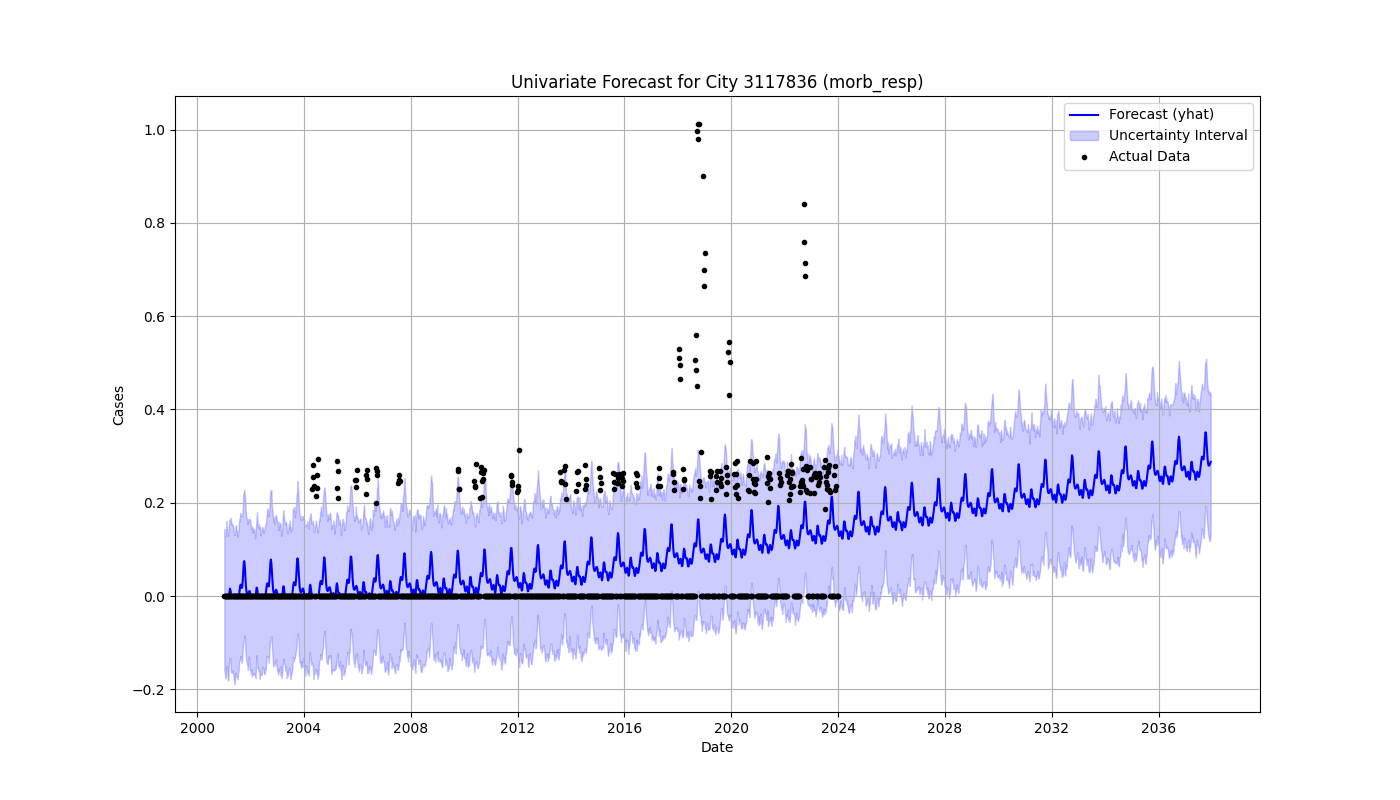 Univariate Forecast for City 3117836 (morb_resp)
Forecast (yhat)
Uncertainty Interval
Actual Data
Cases
1.0
0.8
0.6
0.4
0.2
0.0
−0.2
2000 2004 2008 2012 2016 2020 2024 2028 2032 2036
Date